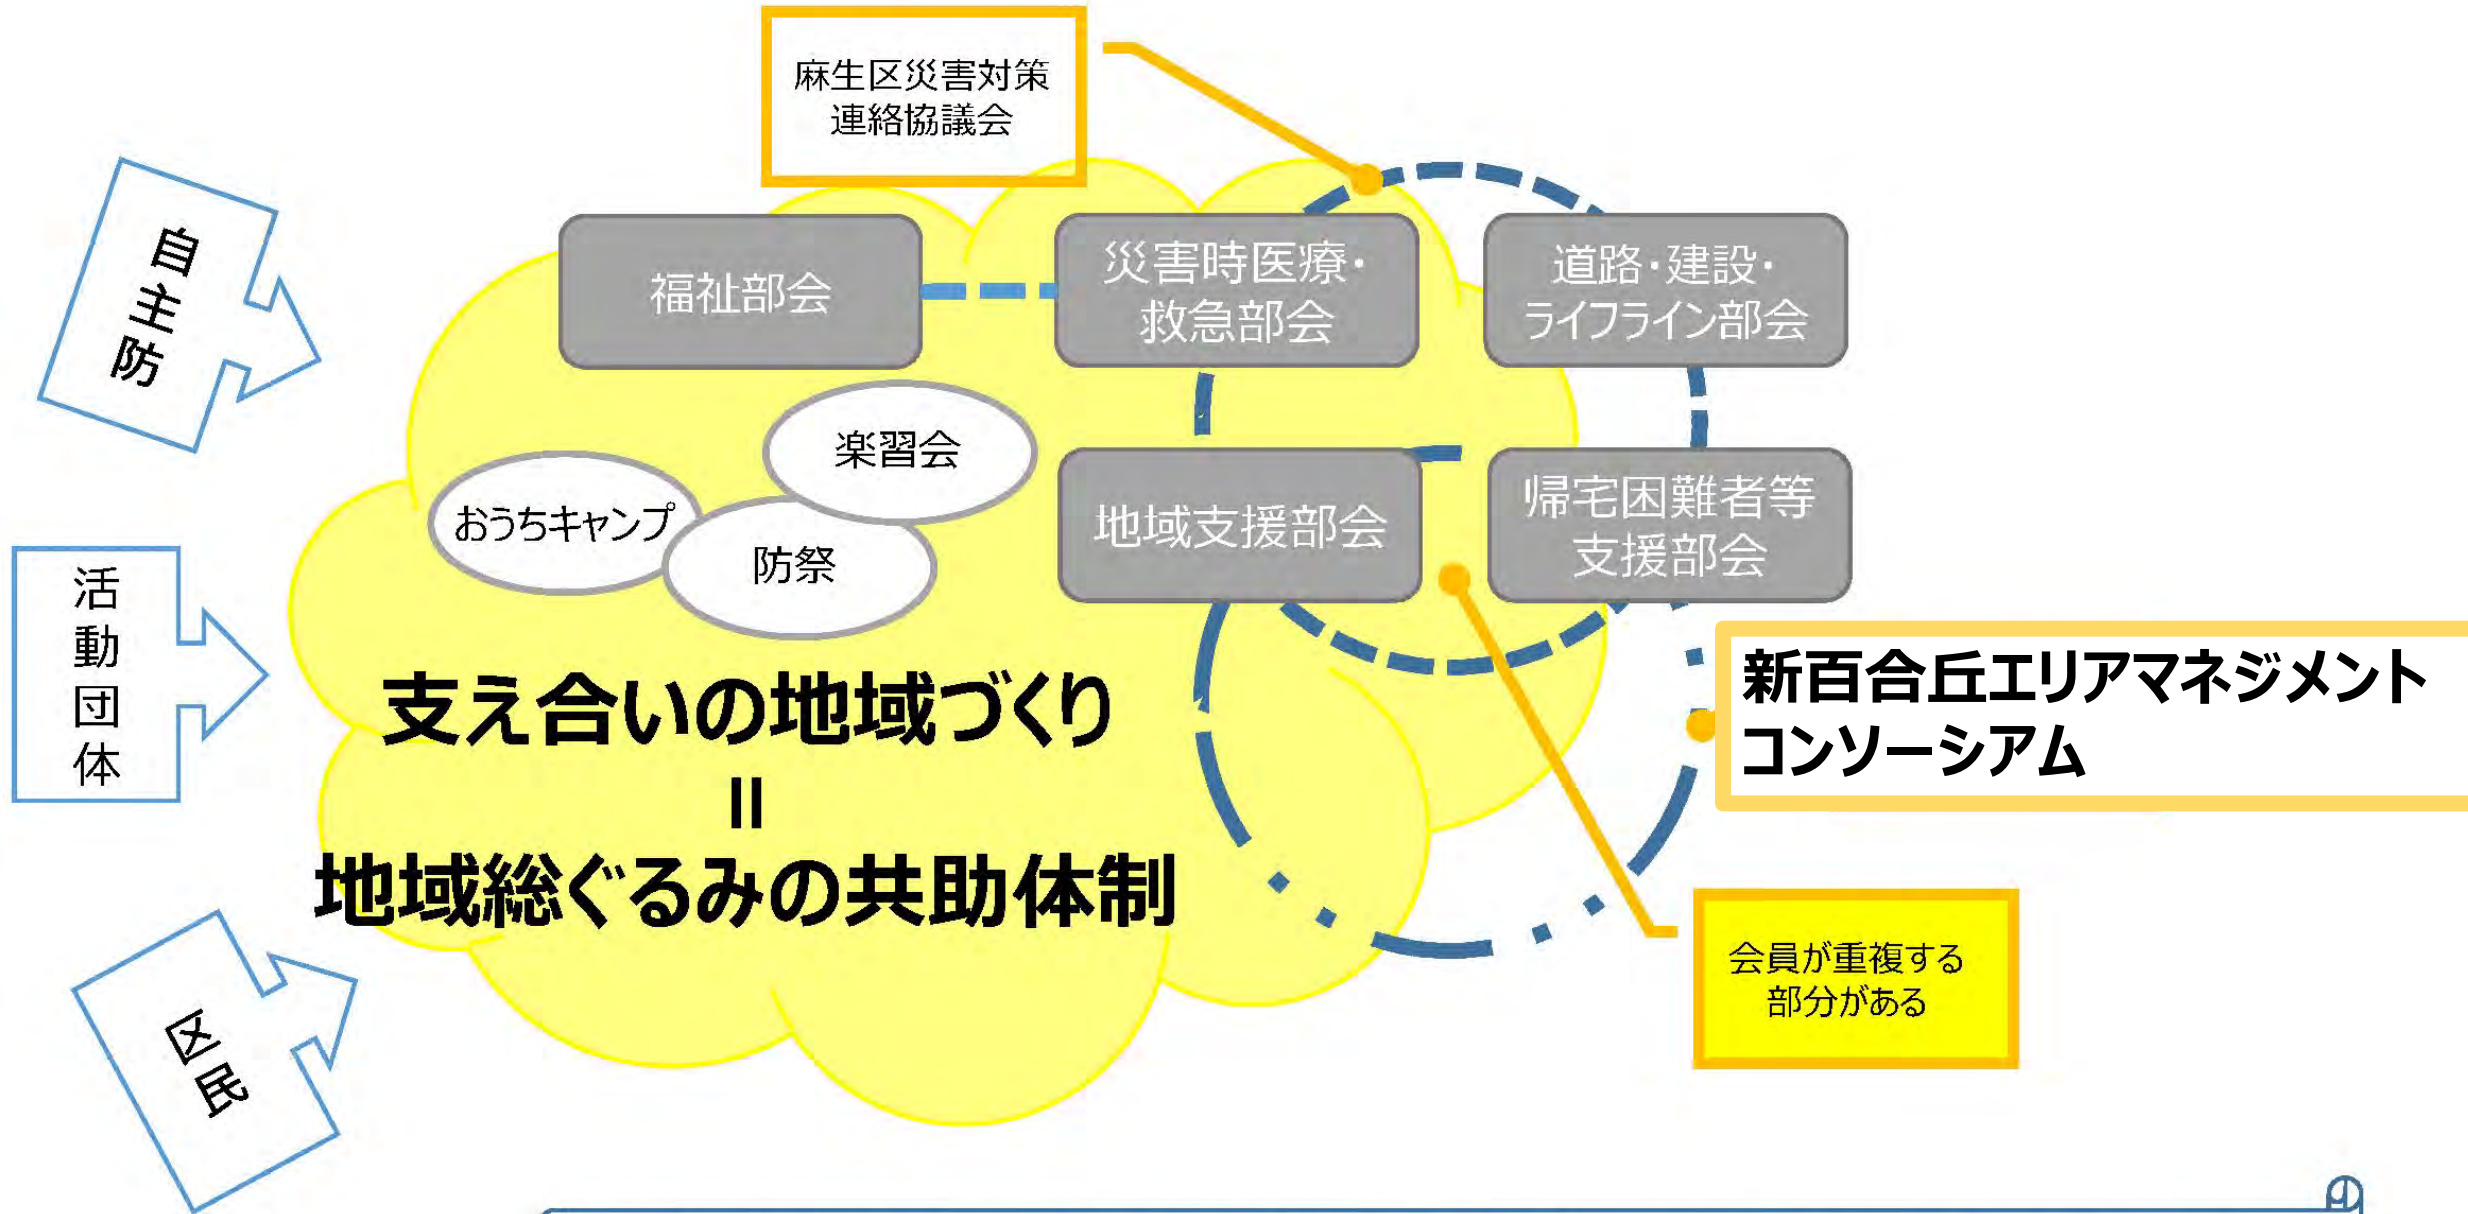 麻生区災害対策
連絡協議会
自主防
福祉部会
災害時医療・
救急部会
道路・建設・
ライフライン部会
楽習会
おうちキャンプ
防祭
地域支援部会
帰宅困難者等
支援部会
活動団体
支え合いの地域づくり
=
地域総ぐるみの共助体制
新百合丘エリアマネジメント
コンソーシアム
会員が重複する
部分がある
区民